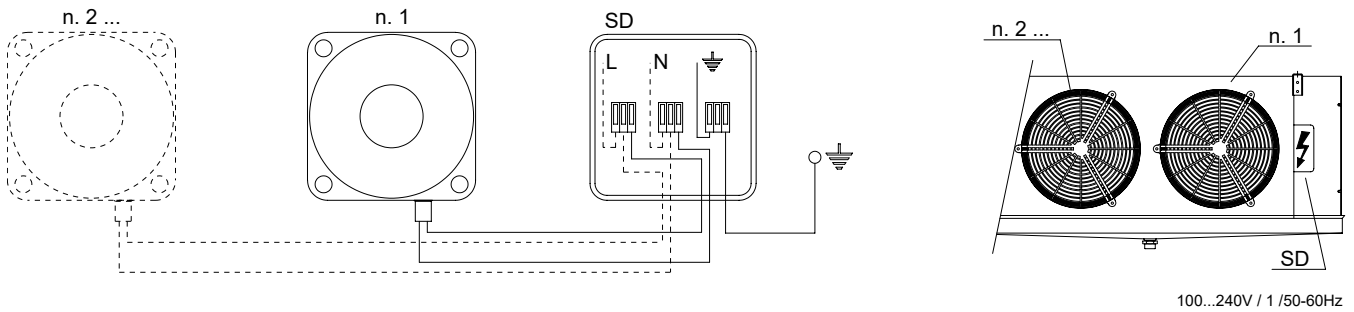 n. 2 ...
n. 1
SD
L
N
n. 2 ...
n. 1
SD
100...240V / 1 /50-60Hz